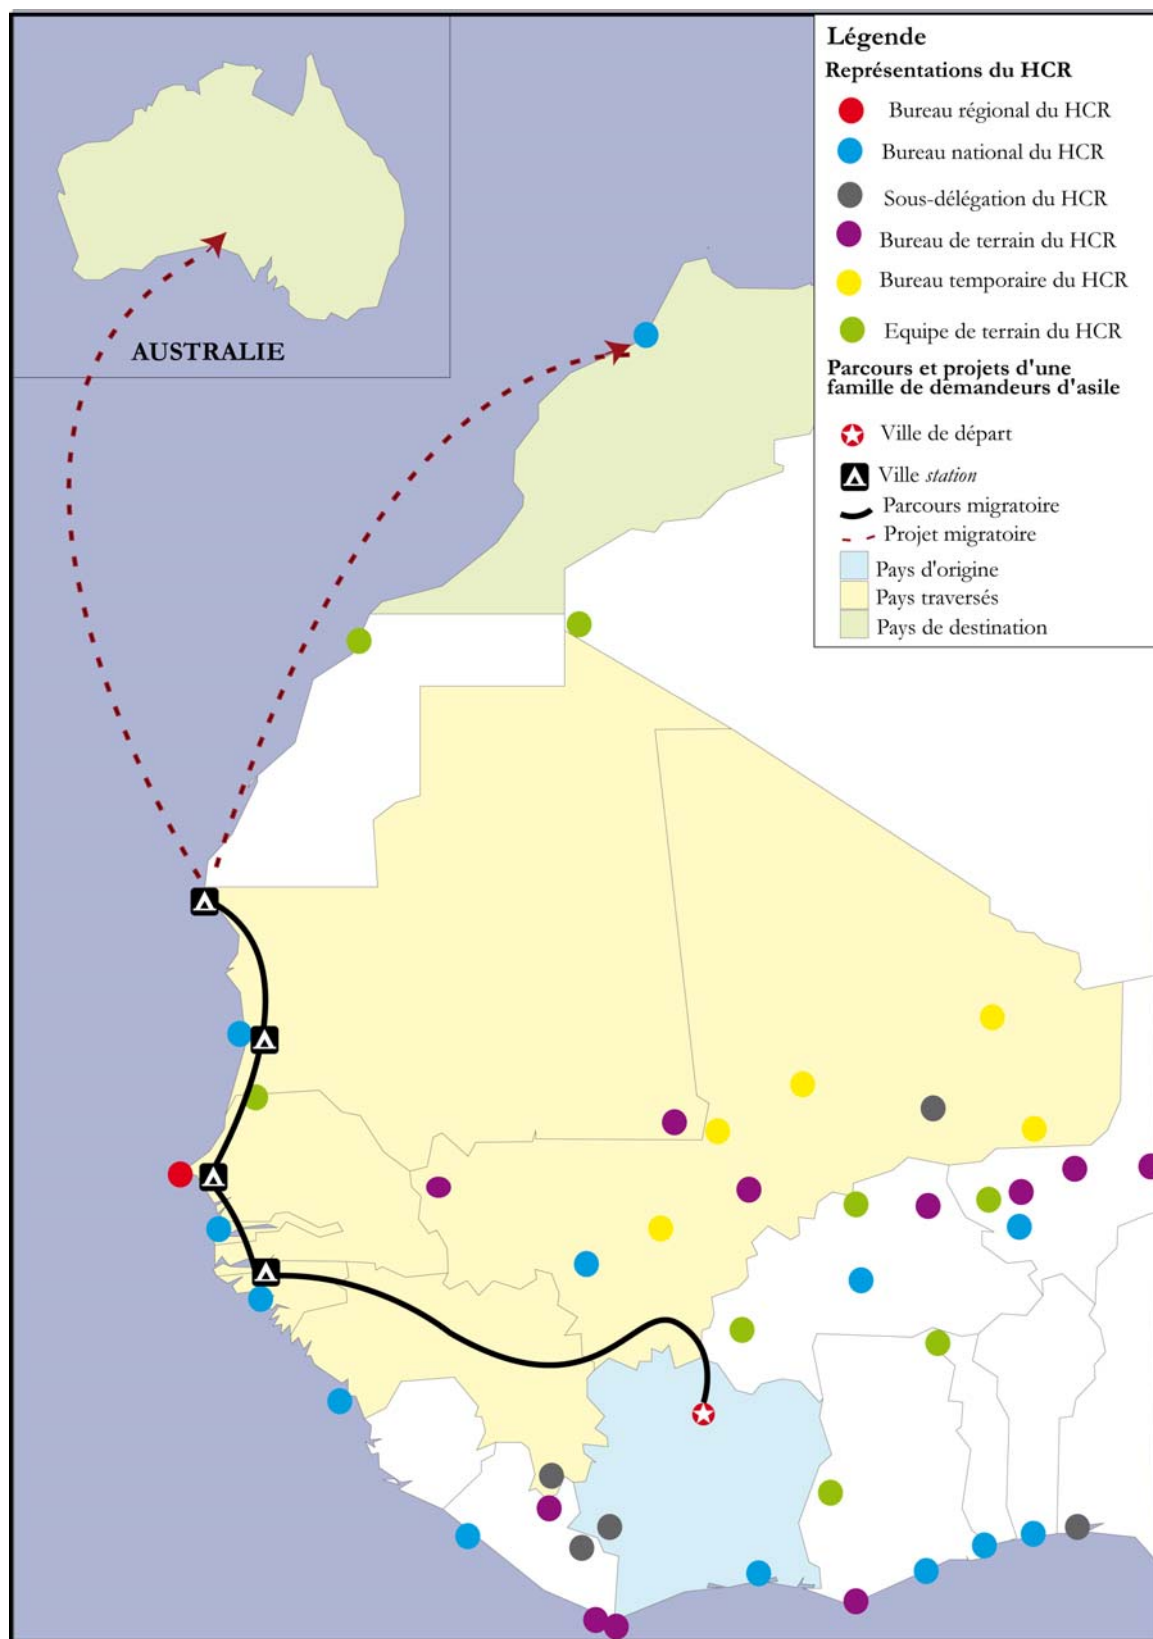 Légende
Représentations du HCR
Bureau régional du HCR
Bureau national du HCR
Sous-délégation du HCR
Bureau de terrain du HCR
Bureau temporaire du HCR
Equipe de terrain du HCR
Parcours et projets d'une
famille de demandeurs d'asile
Ville de départ
Ville station
Parcours migratoire
Projet migratoire
Pays d'origine
Pays traversés
Pays de destination
AUSTRALIE